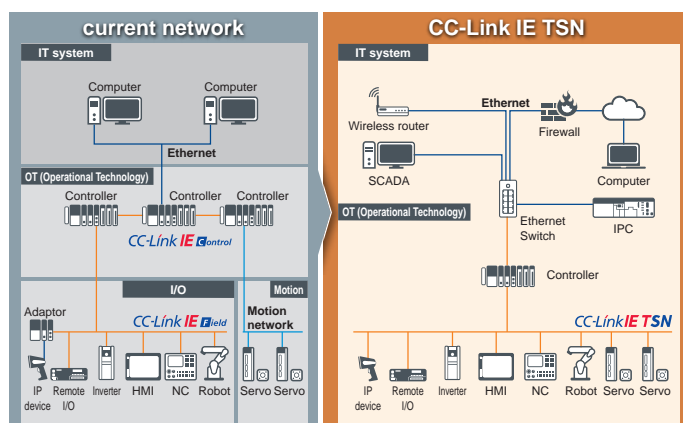 current network
IT system
Computer
Computer
Ethernet
OT (Operational Technology)
Controller
Controller
Controller
CC-Link IE Control
I/O
Motion
Adaptor
CC-Link IE Field
Motion
network
IP
device
Remote
I/O
Inverter
HMI
NC
Robot
Servo
Servo
CC-Link IE TSN
IT system
Ethernet
Wireless router
Firewall
SCADA
Computer
OT (Operational Technology)
Ethernet
Switch
IPC
Controller
CC-Link IE TSN
IP
device
Remote
I/O
Inverter
HMI
NC
Robot
Servo
Servo